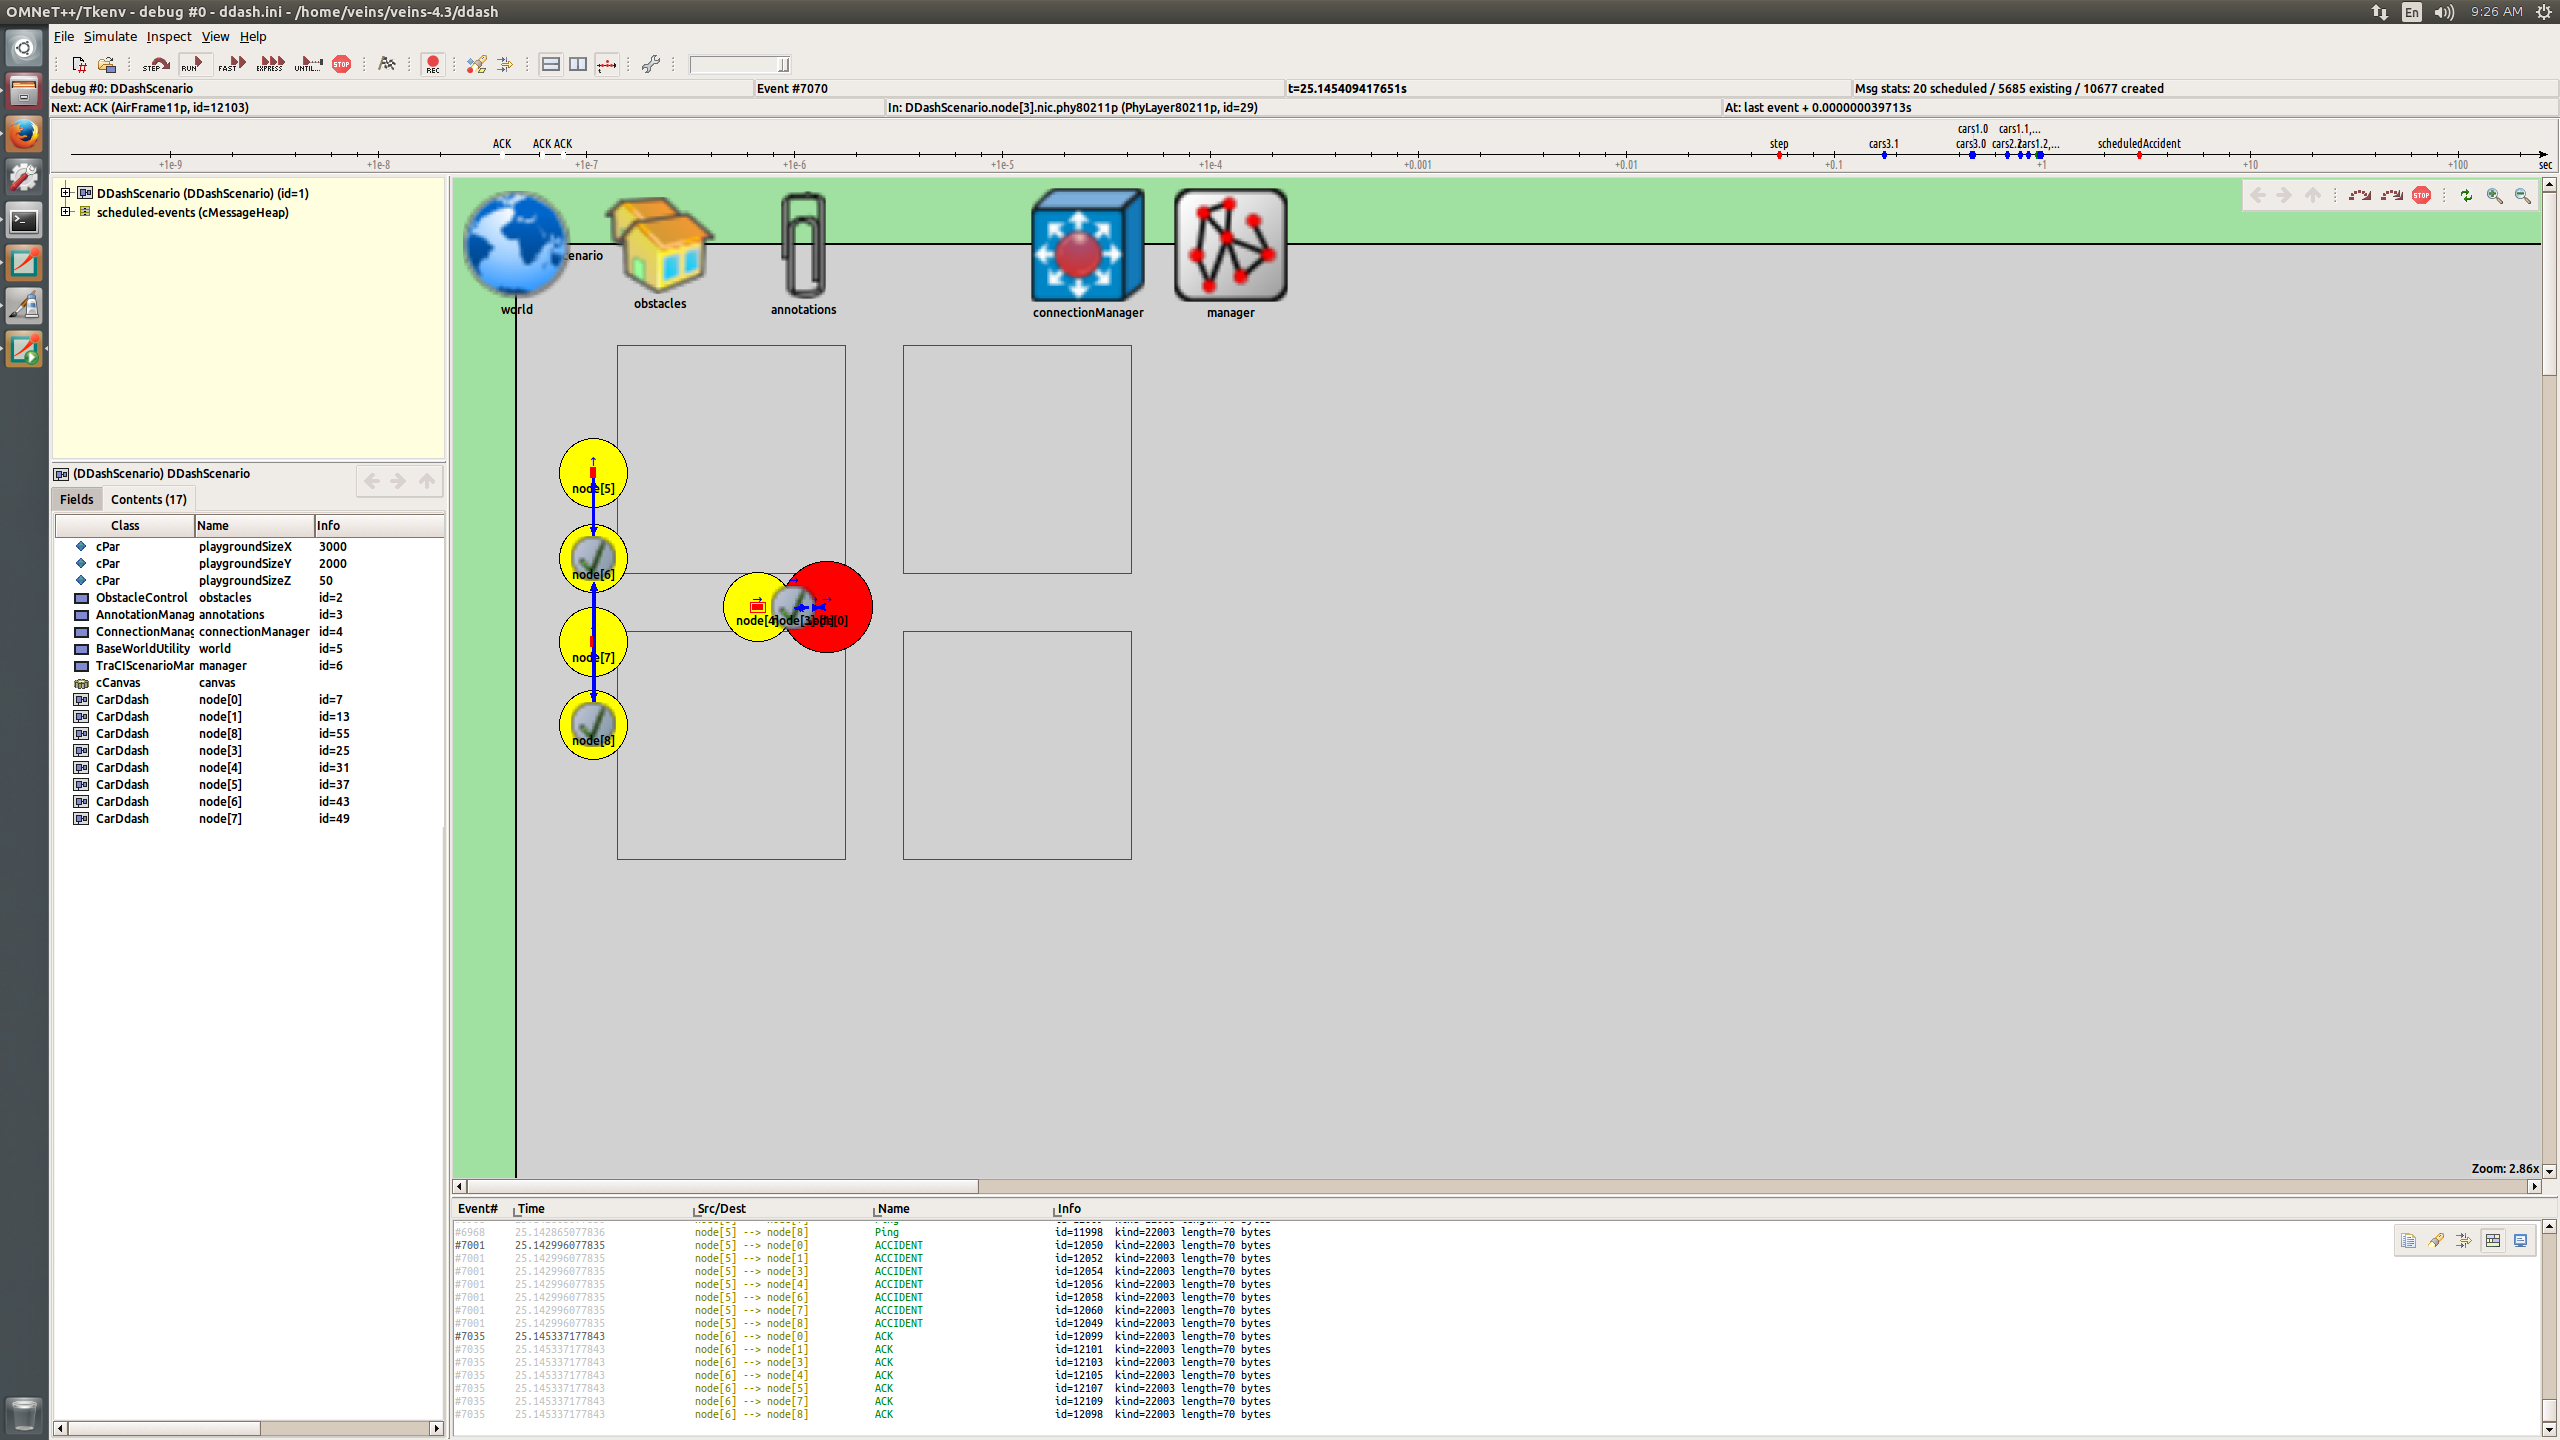 OMNeT++/Tkenv - debug #0 - ddash.ini - /home/veins/veins-4.3/ddash
En 9:26 AM
File Simulate Inspect View Help
STEP RUN FAST EXPRESS UNTIL... STOP REC
debug #0: DDashScenario Event #7070 t=25.145409417651s Msg stats: 20 scheduled / 5685 existing / 10677 created
Next: ACK (AirFrame11p, id=12103) In: DDashScenario.node[3].nic.phy80211p (PhyLayer80211p, id=29) At: last event + 0.000000039713s
cars1.0 cars1.1,...
ACK ACK ACK step cars3.1 cars3.0 cars1.2,... scheduledAccident
+1e-9 +1e-8 +1e-7 +1e-6 +1e-5 +1e-4 +0.001 +0.01 +0.1 +1 +10 +100 sec
DDashScenario (DDashScenario) (id=1)
scheduled-events (cMessageHeap)
(DDashScenario) DDashScenario
Fields Contents (17)
Class Name Info
cPar playgroundSizeX 3000
cPar playgroundSizeY 2000
cPar playgroundSizeZ 50
ObstacleControl obstacles id=2
AnnotationManag annotations id=3
ConnectionManag connectionManager id=4
BaseWorldUtility world id=5
TraCIScenarioMar manager id=6
cCanvas canvas
CarDdash node[0] id=7
CarDdash node[1] id=13
CarDdash node[8] id=55
CarDdash node[3] id=25
CarDdash node[4] id=31
CarDdash node[5] id=37
CarDdash node[6] id=43
CarDdash node[7] id=49
STOP
enario
world
obstacles
annotations
connectionManager
manager
node[5]
node[6]
node[4] node[3] [0]
node[7]
node[8]
Zoom: 2.86x
Event# Time Src/Dest Name Info
#6968 25.142865077836 node[5] --> node[8] Ping id=11998 kind=22003 length=70 bytes
#7001 25.142996077835 node[5] --> node[0] ACCIDENT id=12050 kind=22003 length=70 bytes
#7001 25.142996077835 node[5] --> node[1] ACCIDENT id=12052 kind=22003 length=70 bytes
#7001 25.142996077835 node[5] --> node[3] ACCIDENT id=12054 kind=22003 length=70 bytes
#7001 25.142996077835 node[5] --> node[4] ACCIDENT id=12056 kind=22003 length=70 bytes
#7001 25.142996077835 node[5] --> node[6] ACCIDENT id=12058 kind=22003 length=70 bytes
#7001 25.142996077835 node[5] --> node[7] ACCIDENT id=12060 kind=22003 length=70 bytes
#7001 25.142996077835 node[5] --> node[8] ACCIDENT id=12049 kind=22003 length=70 bytes
#7035 25.145337177843 node[6] --> node[0] ACK id=12099 kind=22003 length=70 bytes
#7035 25.145337177843 node[6] --> node[1] ACK id=12101 kind=22003 length=70 bytes
#7035 25.145337177843 node[6] --> node[3] ACK id=12103 kind=22003 length=70 bytes
#7035 25.145337177843 node[6] --> node[4] ACK id=12105 kind=22003 length=70 bytes
#7035 25.145337177843 node[6] --> node[5] ACK id=12107 kind=22003 length=70 bytes
#7035 25.145337177843 node[6] --> node[7] ACK id=12109 kind=22003 length=70 bytes
#7035 25.145337177843 node[6] --> node[8] ACK id=12098 kind=22003 length=70 bytes